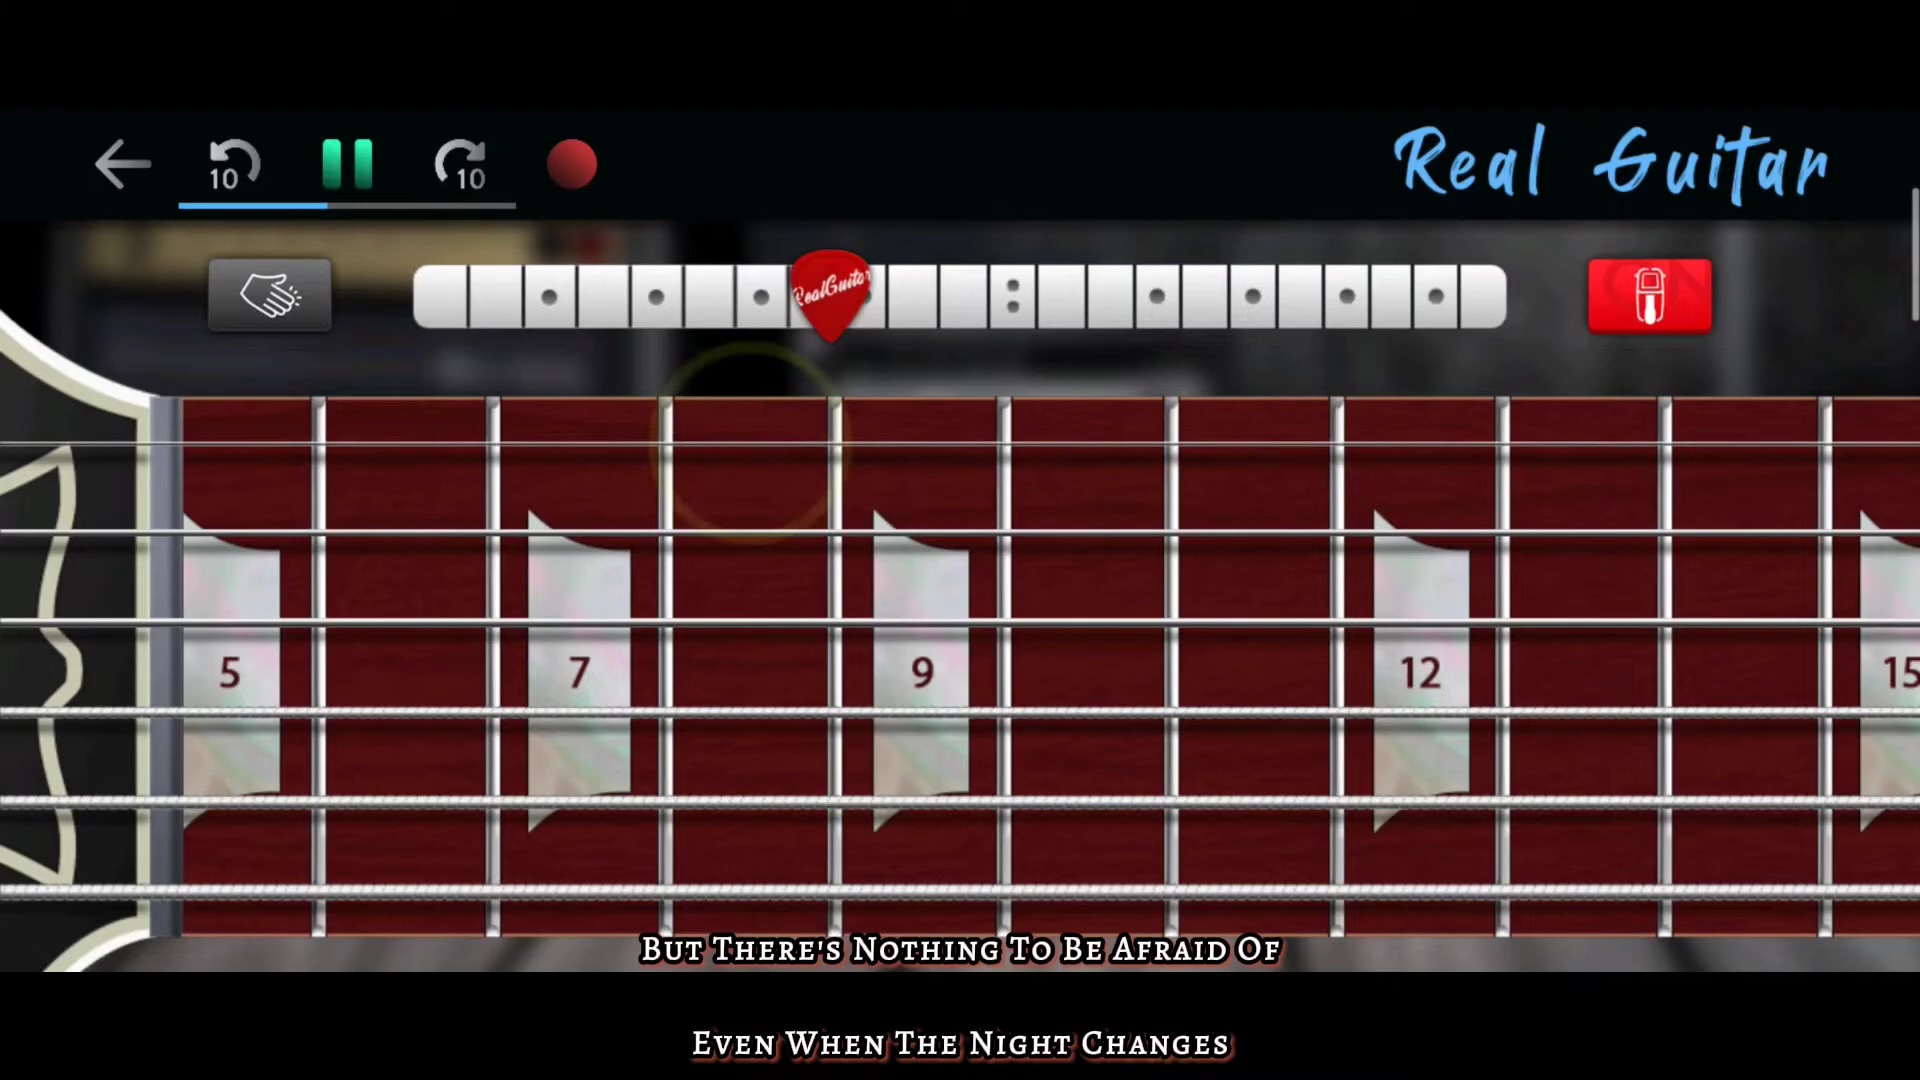 10
10
Real Guitar
RealGuitar
5
7
9
12
15
But There's Nothing To Be Afraid Of
Even When The Night Changes